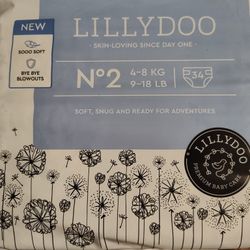 NEW
SOOO SOFT
BYE BYE
BLOWOUTS
LILLYDOO
- SKIN-LOVING SINCE DAY ONE -
Nº2
4-8 KG
9-18 LB
34
SOFT, SNUG AND READY FOR ADVENTURES
LILLYDOO
PREMIUM BABY CARE